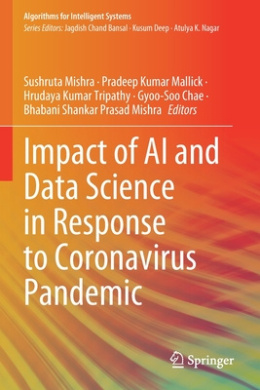 Algorithms for Intelligent Systems
Series Editors: Jagdish Chand Bansal · Kusum Deep · Atulya K. Nagar
Sushruta Mishra · Pradeep Kumar Mallick ·
Hrudaya Kumar Tripathy · Gyoo-Soo Chae ·
Bhabani Shankar Prasad Mishra Editors
Impact of AI and
Data Science
in Response
to Coronavirus
Pandemic
Springer